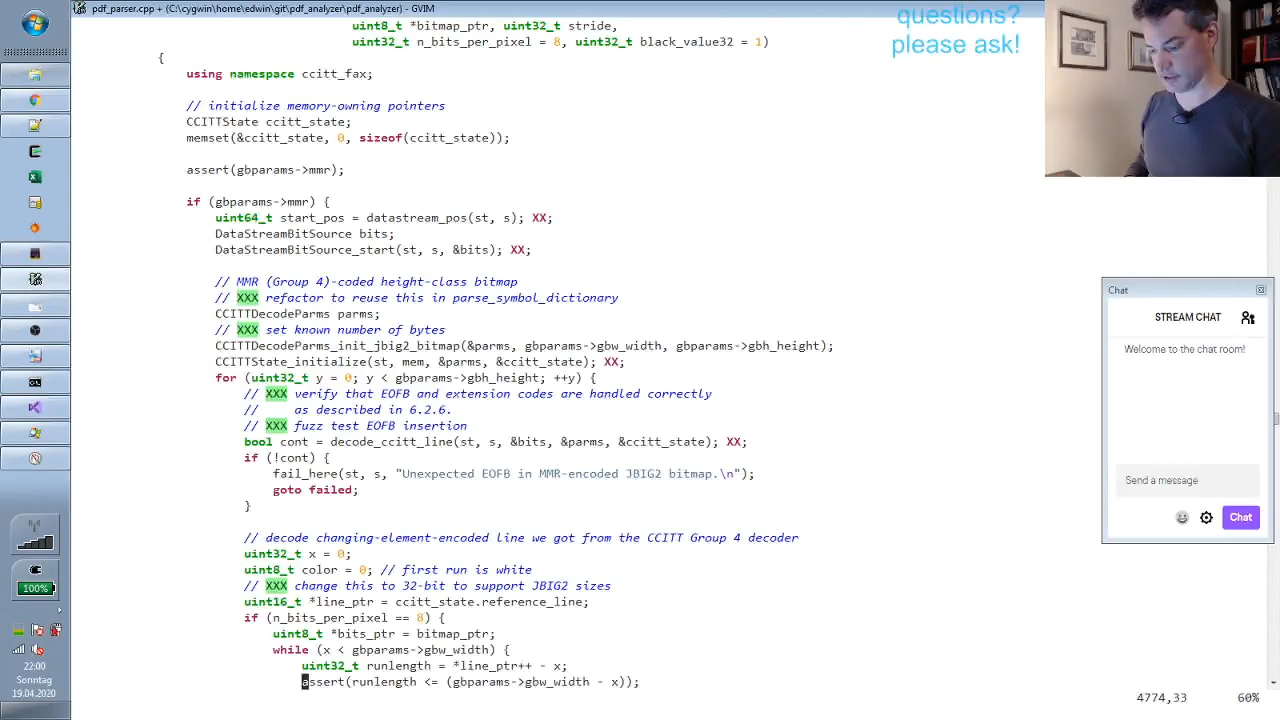 pdf_parser.cpp + (C:\cygwin\home\edwin\git\pdf_analyzer\pdf_analyzer) - GVIM
questions?
please ask!
uint8_t *bitmap_ptr, uint32_t stride,
uint32_t n_bits_per_pixel = 8, uint32_t black_value32 = 1)
{
using namespace ccitt_fax;
// initialize memory-owning pointers
CCITTState ccitt_state;
memset(&ccitt_state, 0, sizeof(ccitt_state));
assert(gbparams->mmr);
if (gbparams->mmr) {
uint64_t start_pos = datastream_pos(st, s); XX;
DataStreamBitSource bits;
DataStreamBitSource_start(st, s, &bits); XX;
// MMR (Group 4)-coded height-class bitmap
// XXX refactor to reuse this in parse_symbol_dictionary
CCITTDecodeParms parms;
// XXX set known number of bytes
CCITTDecodeParms_init_jbig2_bitmap(&parms, gbparams->gbw_width, gbparams->gbh_height);
CCITTState_initialize(st, mem, &parms, &ccitt_state); XX;
for (uint32_t y = 0; y < gbparams->gbh_height; ++y) {
// XXX verify that EOFB and extension codes are handled correctly
// as described in 6.2.6.
// XXX fuzz test EOFB insertion
bool cont = decode_ccitt_line(st, s, &bits, &parms, &ccitt_state); XX;
if (!cont) {
fail_here(st, s, "Unexpected EOFB in MMR-encoded JBIG2 bitmap.\n");
goto failed;
}
// decode changing-element-encoded line we got from the CCITT Group 4 decoder
uint32_t x = 0;
uint8_t color = 0; // first run is white
// XXX change this to 32-bit to support JBIG2 sizes
uint16_t *line_ptr = ccitt_state.reference_line;
if (n_bits_per_pixel == 8) {
uint8_t *bits_ptr = bitmap_ptr;
while (x < gbparams->gbw_width) {
uint32_t runlength = *line_ptr++ - x;
assert(runlength <= (gbparams->gbw_width - x));
4774,33 60%
Chat
STREAM CHAT
Welcome to the chat room!
Send a message
Chat
100%
22:00
Sonntag
19.04.2020